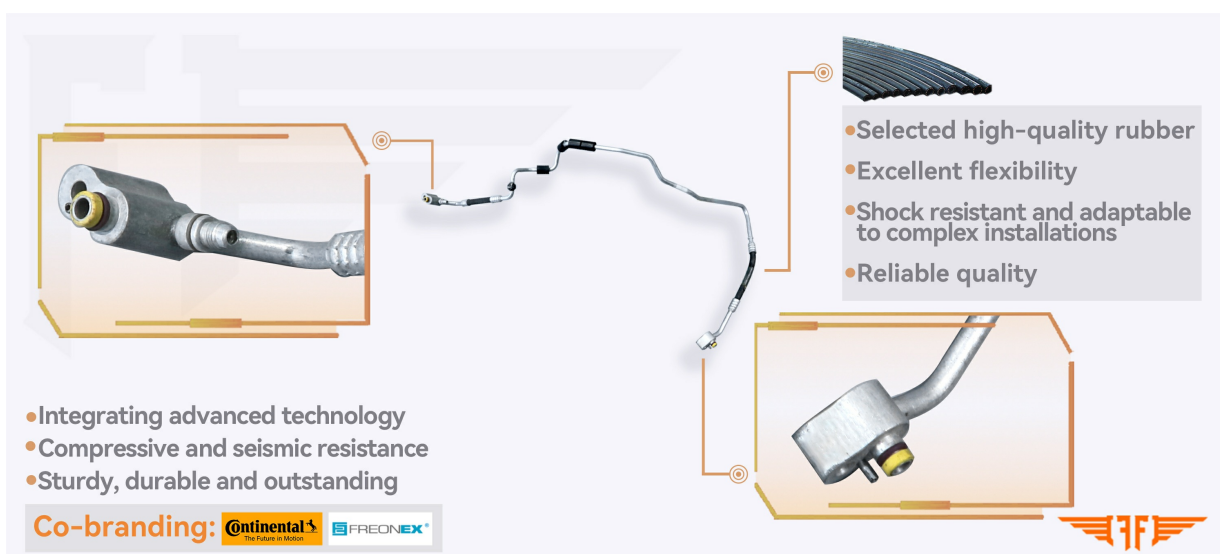 •Selected high-quality rubber
•Excellent flexibility
•Shock resistant and adaptable
to complex installations
•Reliable quality
•Integrating advanced technology
•Compressive and seismic resistance
•Sturdy, durable and outstanding
Co-branding: Continental FREONEX®
The Future in Motion